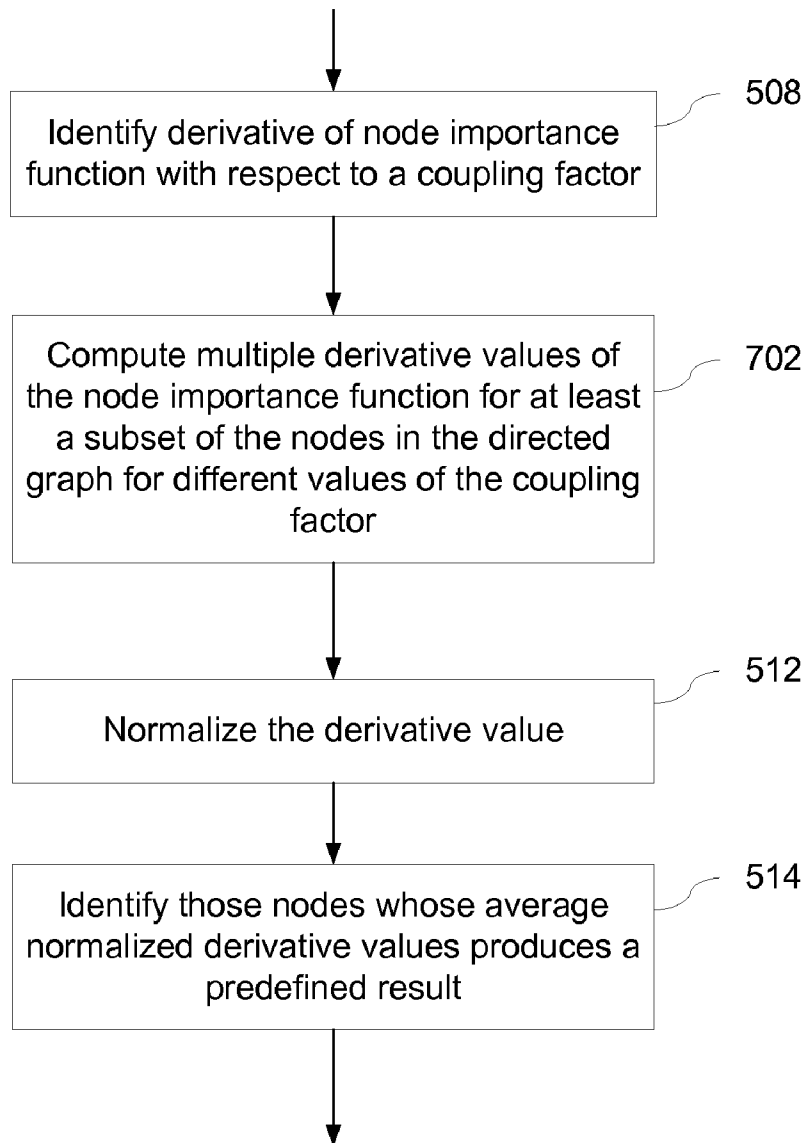 508
Identify derivative of node importance
function with respect to a coupling factor
Compute multiple derivative values of
the node importance function for at least
a subset of the nodes in the directed
graph for different values of the coupling
factor
702
512
Normalize the derivative value
514
Identify those nodes whose average
normalized derivative values produces a
predefined result